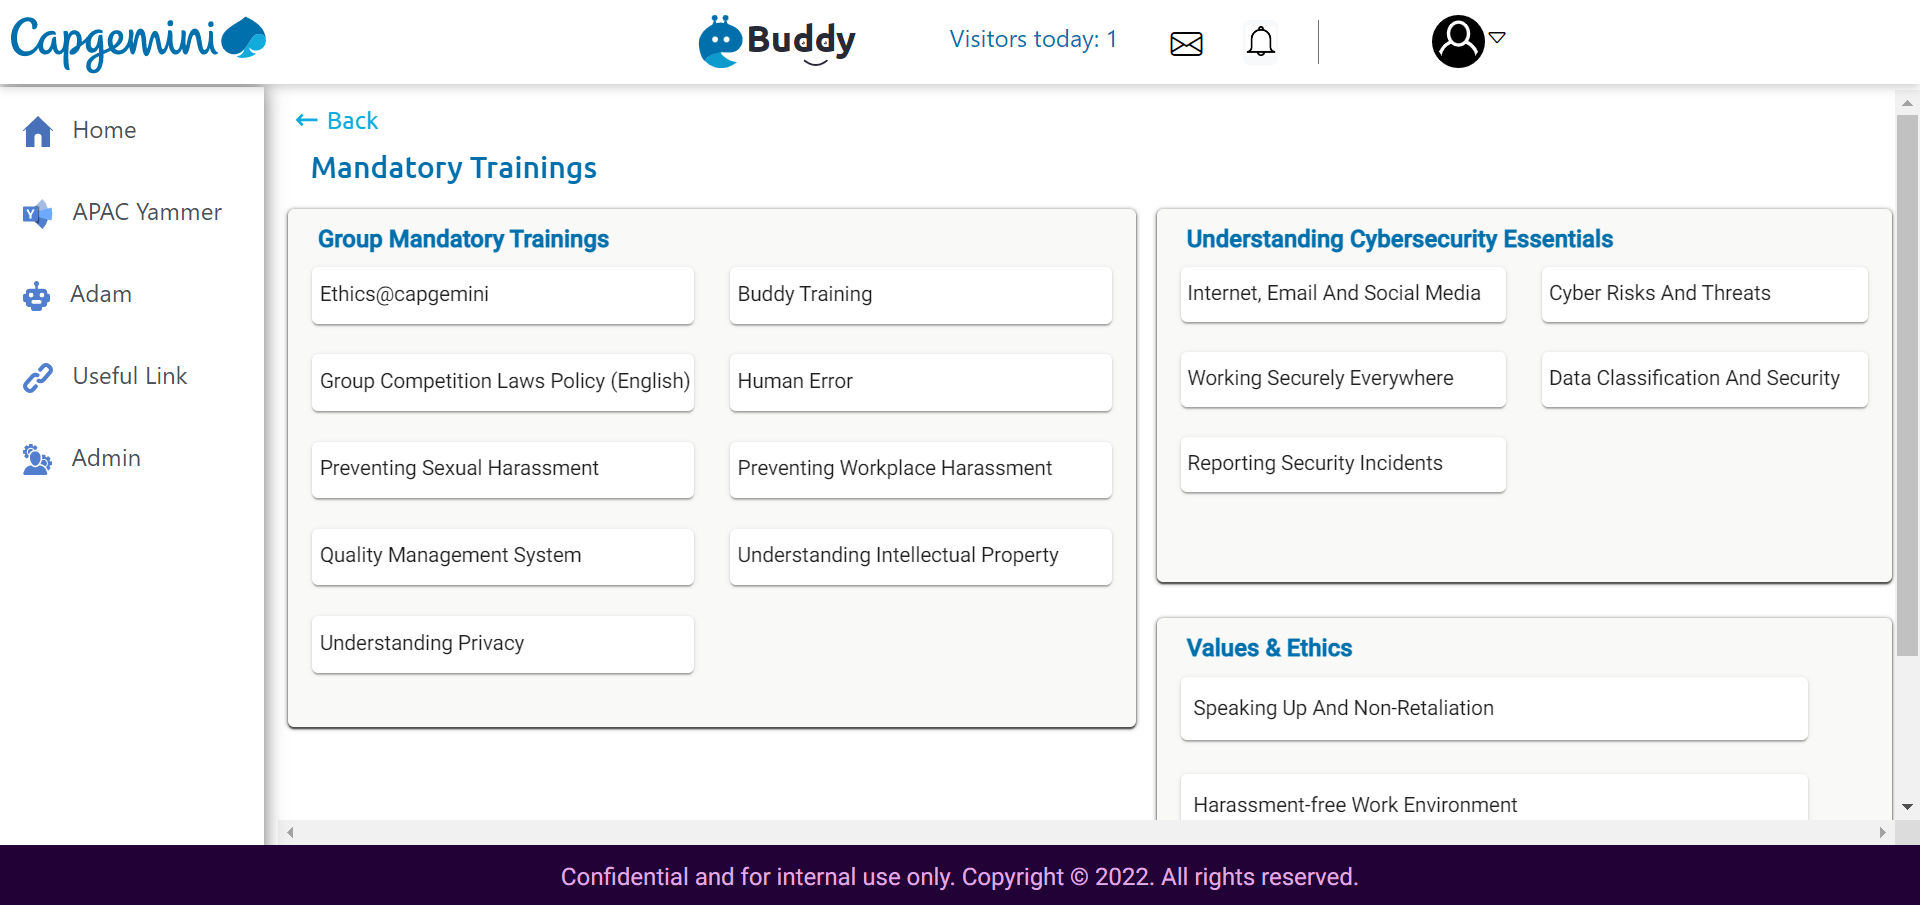 Capgemini
Buddy
Visitors today: 1
Home
APAC Yammer
Adam
Useful Link
Admin
← Back
Mandatory Trainings
Group Mandatory Trainings
Ethics@capgemini
Buddy Training
Group Competition Laws Policy (English)
Human Error
Preventing Sexual Harassment
Preventing Workplace Harassment
Quality Management System
Understanding Intellectual Property
Understanding Privacy
Understanding Cybersecurity Essentials
Internet, Email And Social Media
Cyber Risks And Threats
Working Securely Everywhere
Data Classification And Security
Reporting Security Incidents
Values & Ethics
Speaking Up And Non-Retaliation
Harassment-free Work Environment
Confidential and for internal use only. Copyright © 2022. All rights reserved.